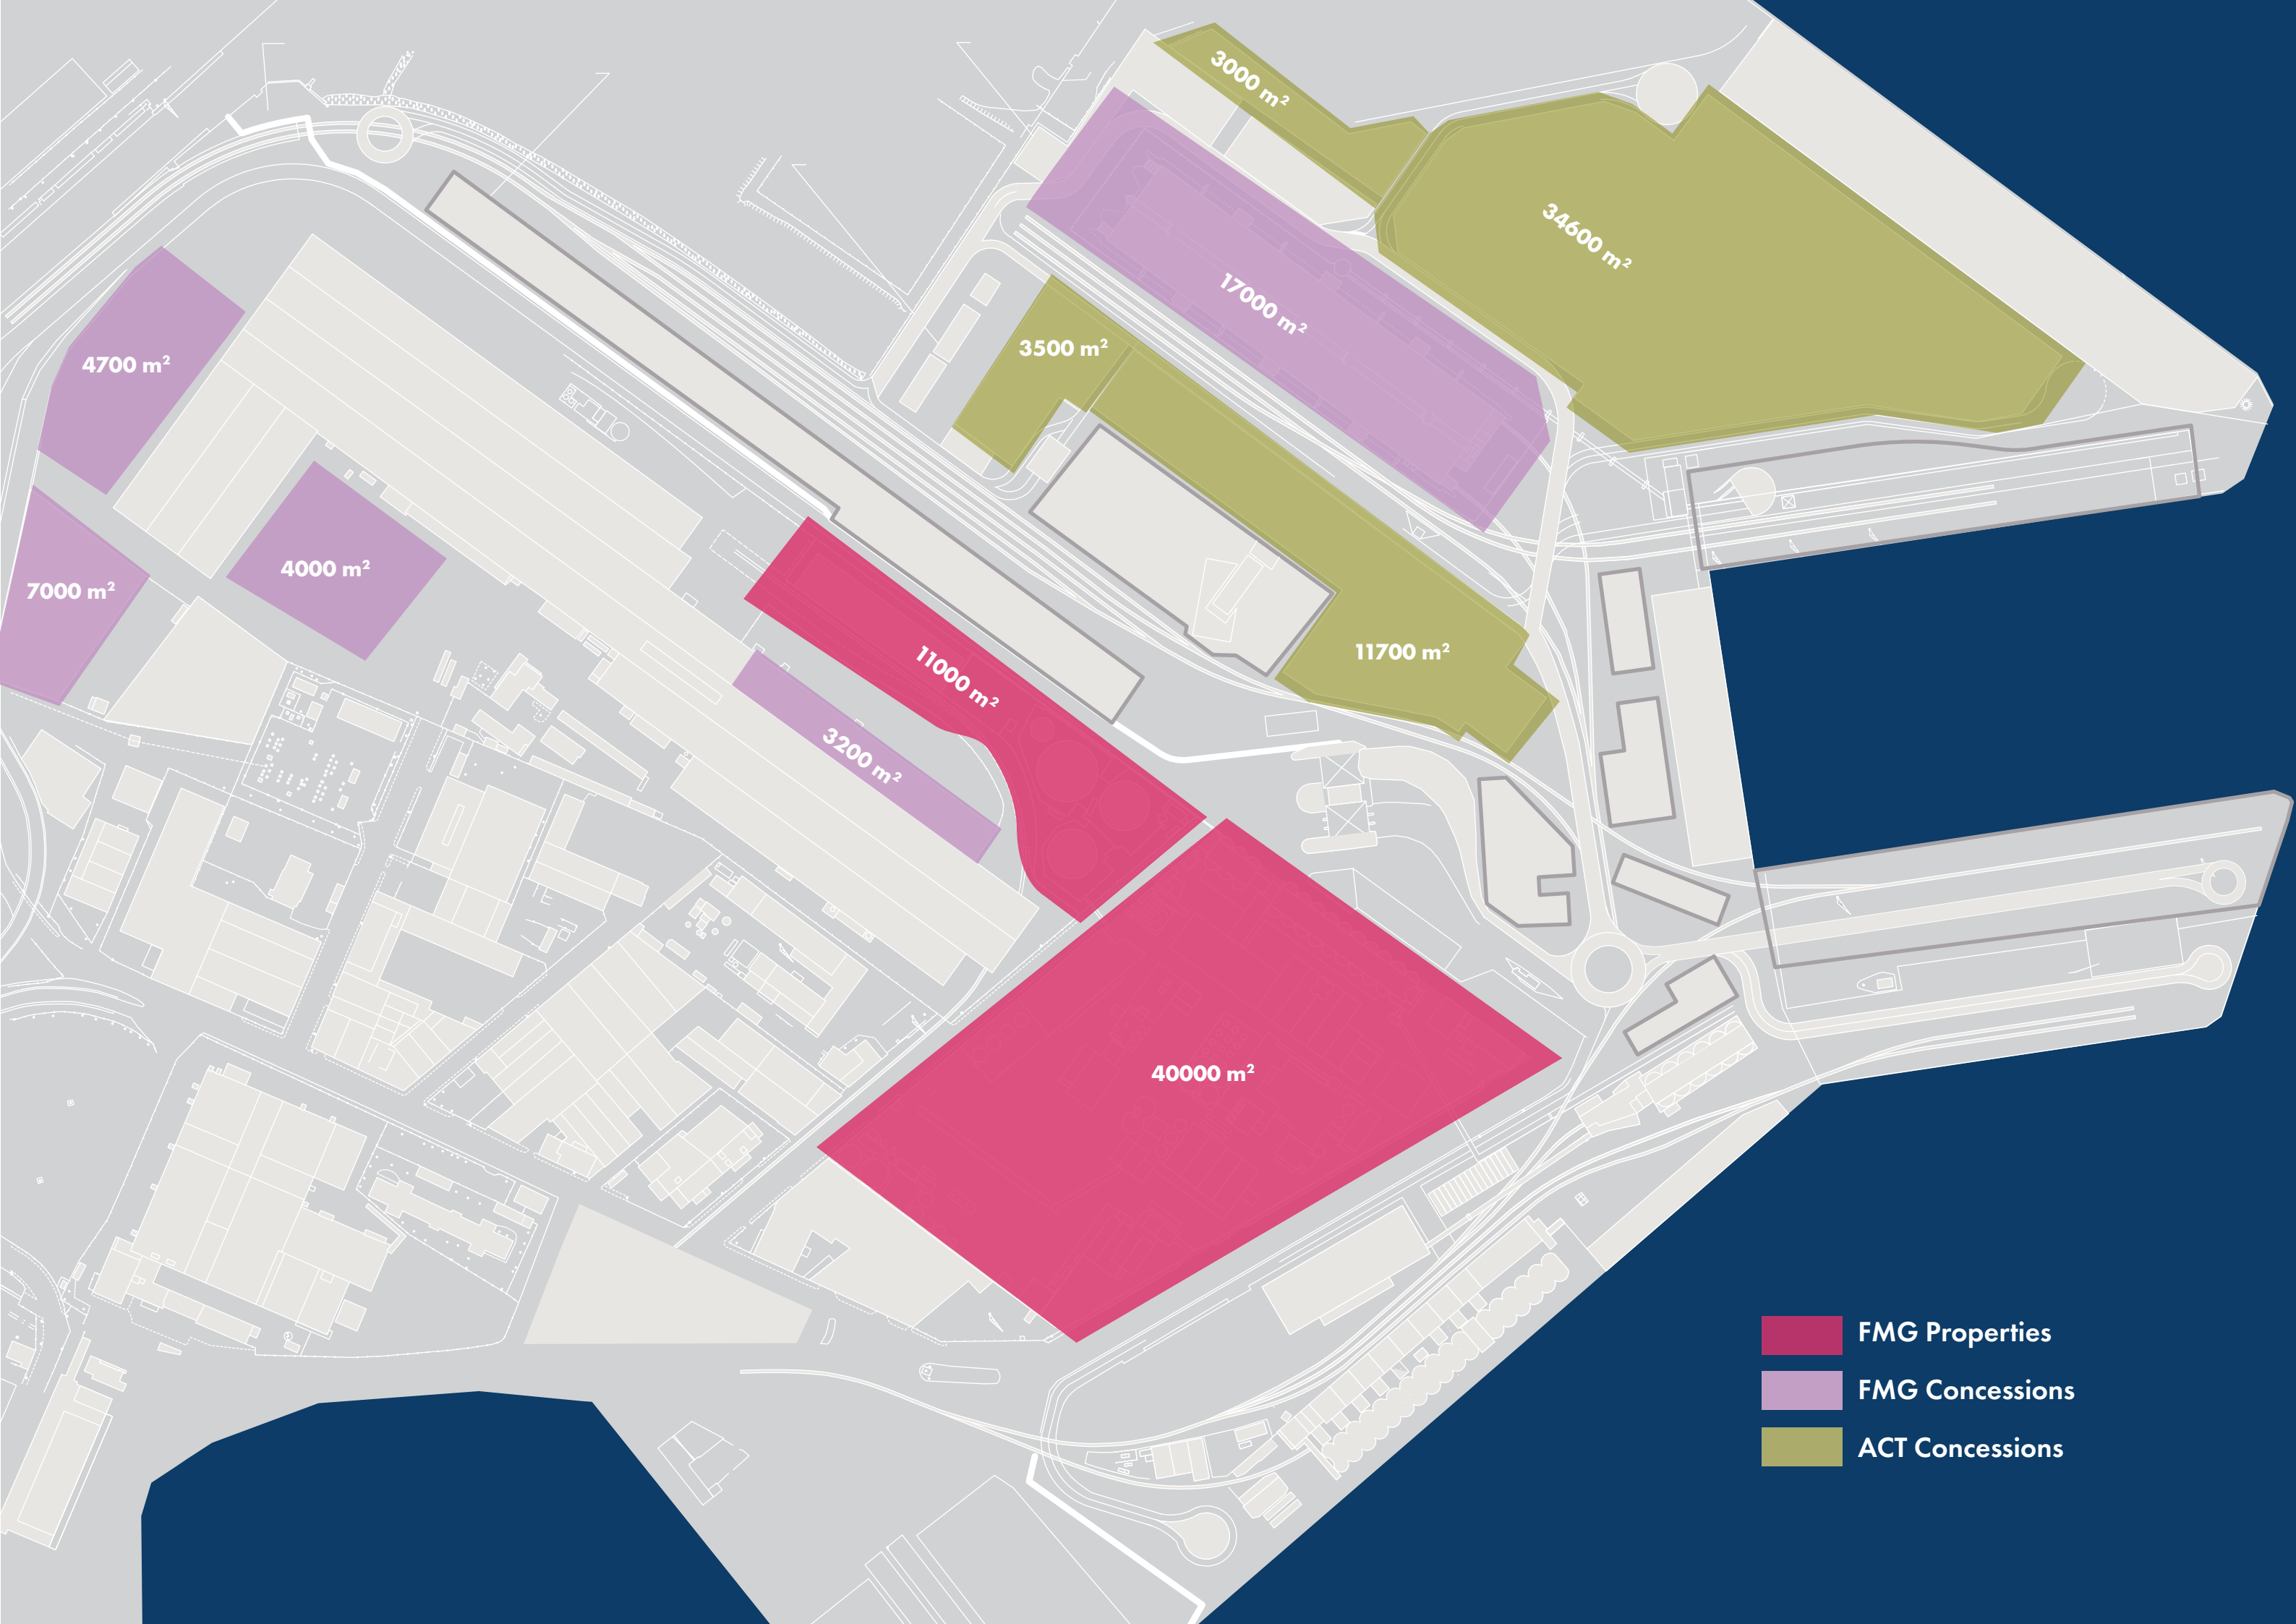 3000 m²
34600 m²
17000 m²
3500 m²
4700 m²
4000 m²
7000 m²
11000 m²
11700 m²
3200 m²
40000 m²
FMG Properties
FMG Concessions
ACT Concessions